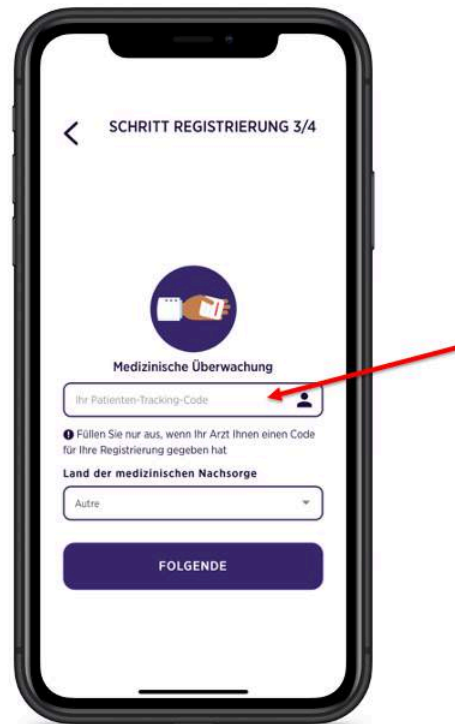 SCHRITT REGISTRIERUNG 3/4
Medizinische Überwachung
Ihr Patienten-Tracking-Code
Füllen Sie nur aus, wenn Ihr Arzt Ihnen einen Code
für Ihre Registrierung gegeben hat
Land der medizinischen Nachsorge
Autre
FOLGENDE